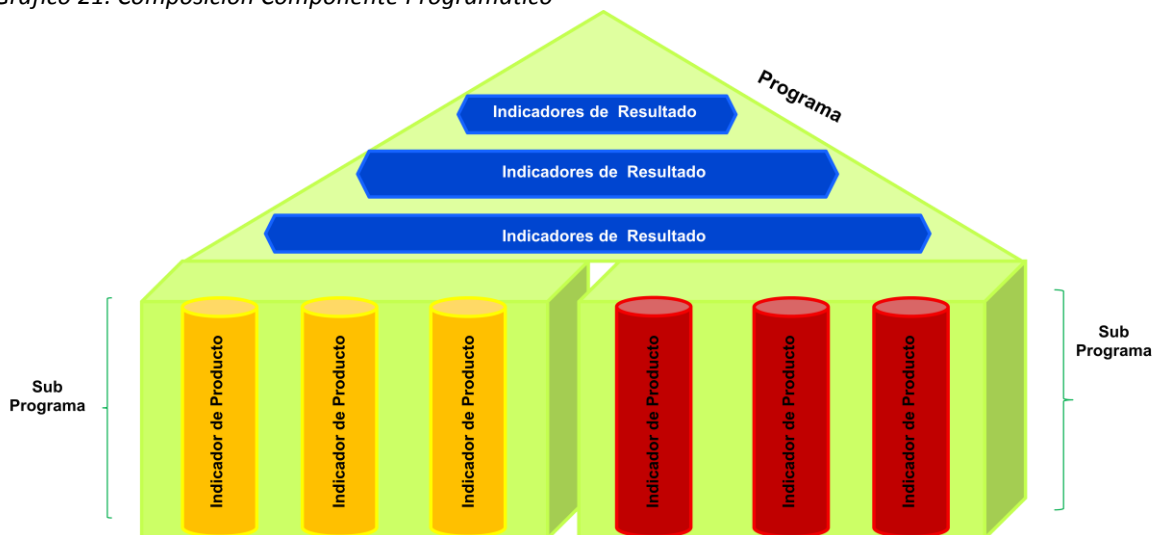 Gráfico 21. Composición Componente Programático
Programa
Indicadores de Resultado
Indicadores de Resultado
Indicadores de Resultado
Sub
Programa
Indicador de Producto
Indicador de Producto
Indicador de Producto
Indicador de Producto
Indicador de Producto
Indicador de Producto
Sub
Programa